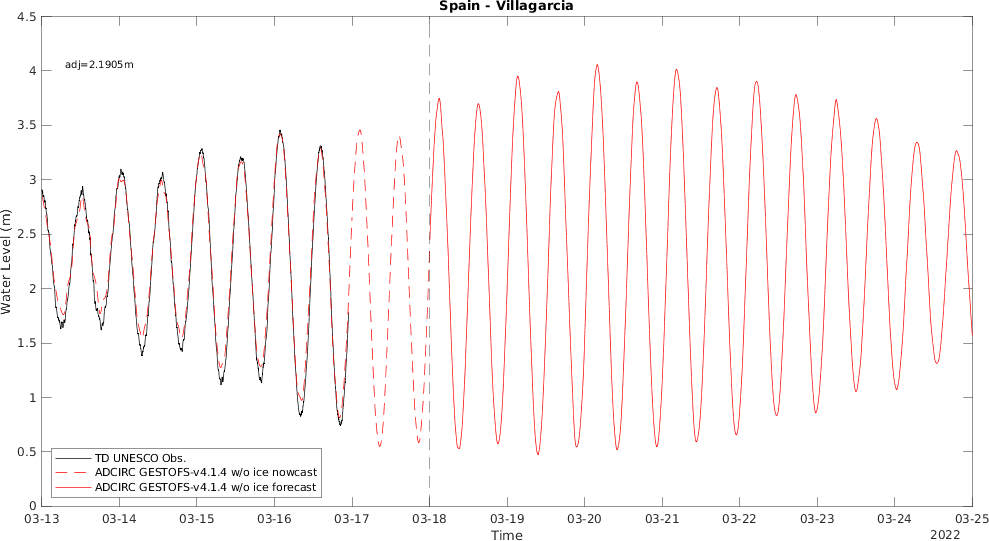 Spain - Villagarcia
4.5
4
3.5
3
2.5
2
1.5
1
0.5
0
Water Level (m)
adj=2.1905m
TD UNESCO Obs.
ADCIRC GESTOFS-v4.1.4 w/o ice nowcast
ADCIRC GESTOFS-v4.1.4 w/o ice forecast
03-13 03-14 03-15 03-16 03-17 03-18 03-19 03-20 03-21 03-22 03-23 03-24 03-25
Time
2022